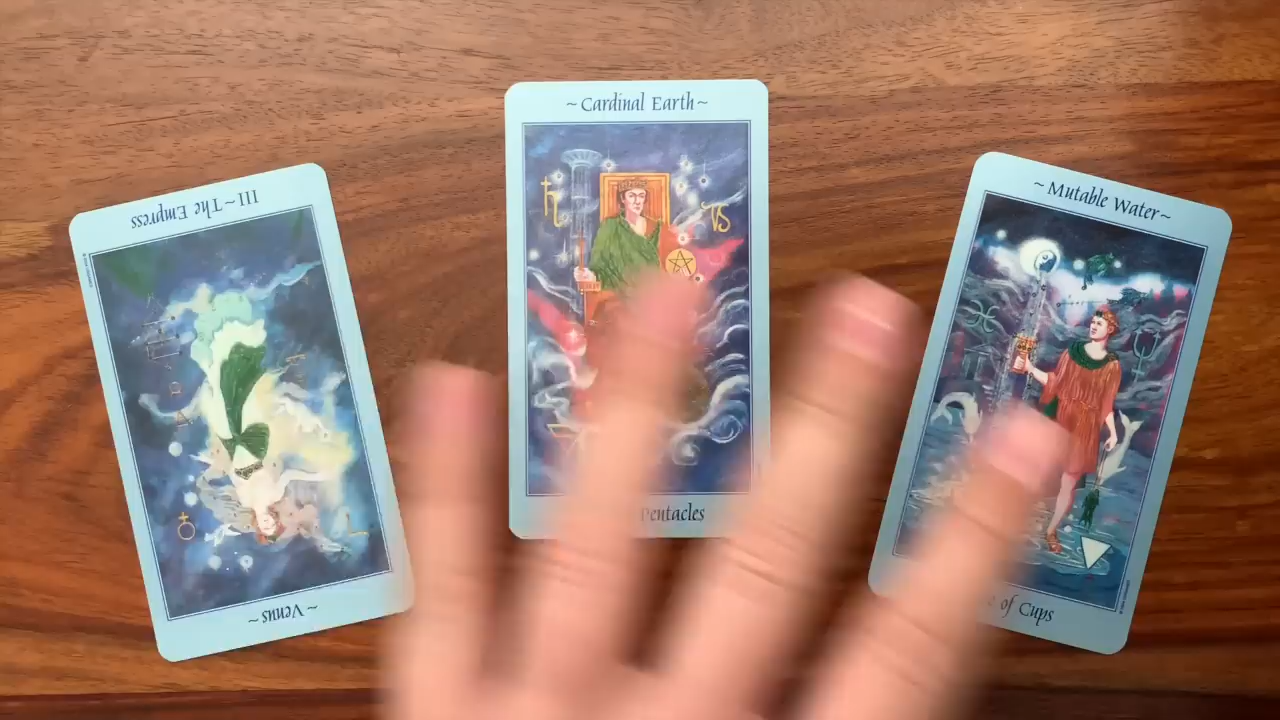 III~The Empress
~Venus~
~Cardinal Earth~
Pentacles
~Mutable Water~
of Cups